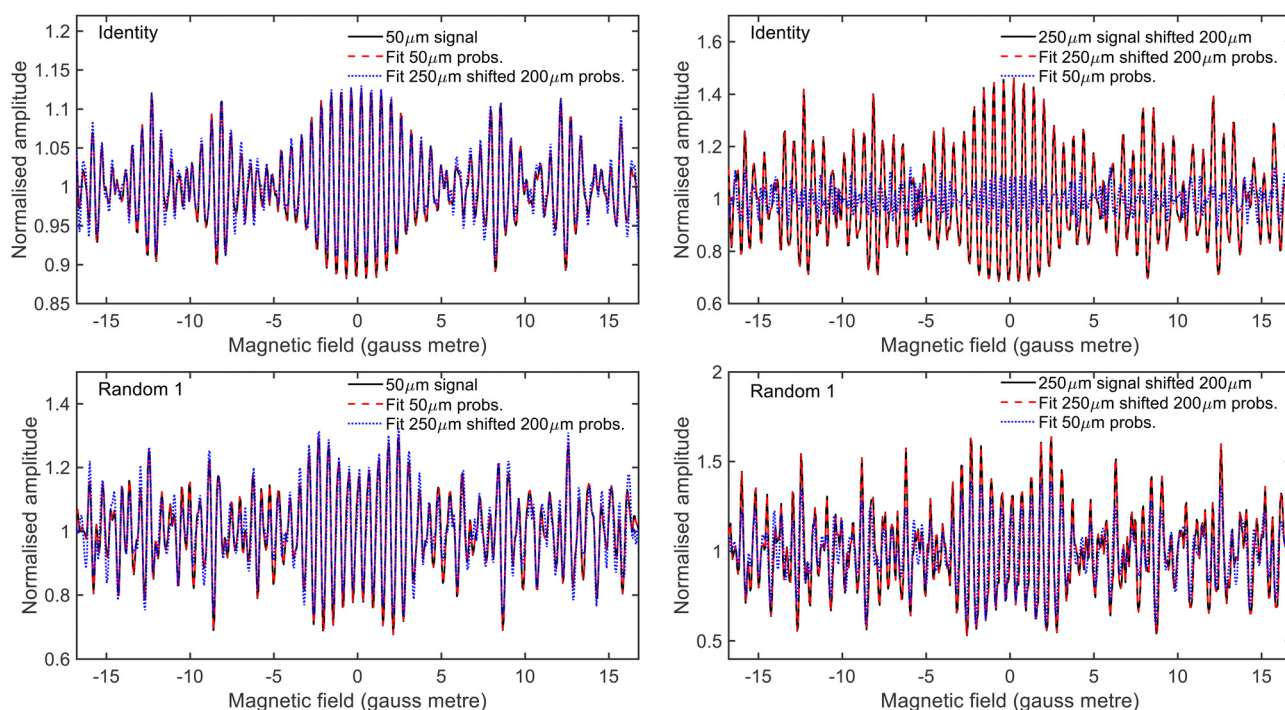 Identity
50μm signal
Fit 50μm probs.
Fit 250μm shifted 200μm probs.
Normalised amplitude
1.2
1.15
1.1
1.05
1
0.95
0.9
0.85
-15 -10 -5 0 5 10 15
Magnetic field (gauss metre)
Identity
250μm signal shifted 200μm
Fit 250μm shifted 200μm probs.
Fit 50μm probs.
Normalised amplitude
1.6
1.4
1.2
1
0.8
0.6
-15 -10 -5 0 5 10 15
Magnetic field (gauss metre)
Random 1
50μm signal
Fit 50μm probs.
Fit 250μm shifted 200μm probs.
Normalised amplitude
1.4
1.2
1
0.8
0.6
-15 -10 -5 0 5 10 15
Magnetic field (gauss metre)
Random 1
250μm signal shifted 200μm
Fit 250μm shifted 200μm probs.
Fit 50μm probs.
Normalised amplitude
2
1.5
1
0.5
-15 -10 -5 0 5 10 15
Magnetic field (gauss metre)